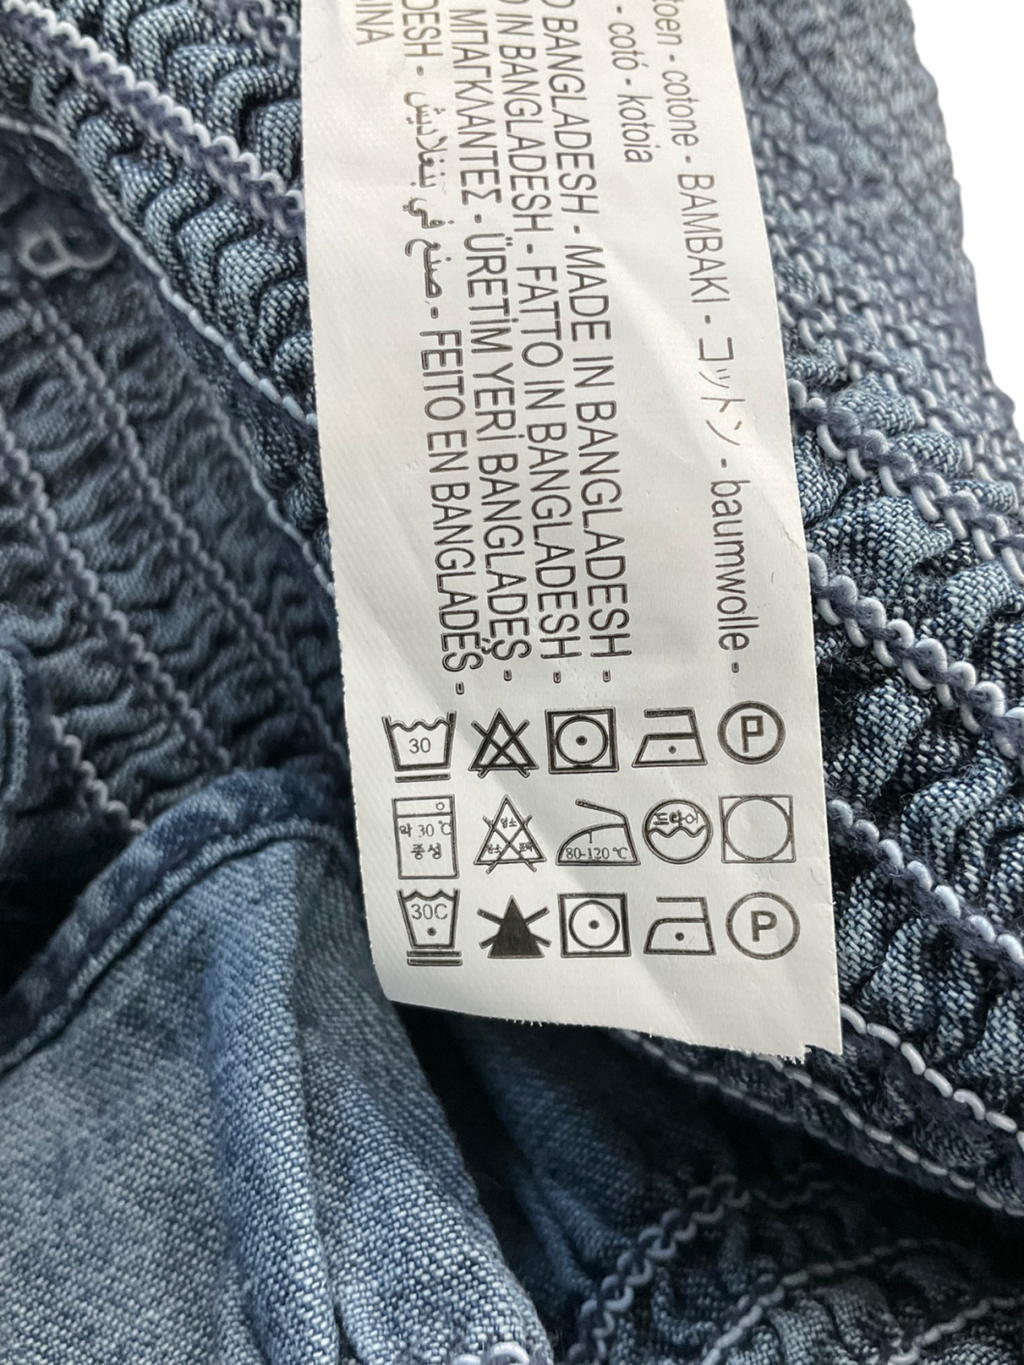 - cotone - BAMBAKI - コットン - baumwolle -
- cotó - kotoia
BANGLADESH - MADE IN BANGLADESH -
IN BANGLADESH - FATTO IN BANGLADESH -
ΜΠΑΓΚΛΑΝΤΕΣ - ÜRETİM YERİ BANGLADEŞ -
DESH - صنع في بنغلاديش - FEITO EN BANGLADÉS -
30 P
약 30 ℃ 중성 80-120 ℃ 드라이
30C P